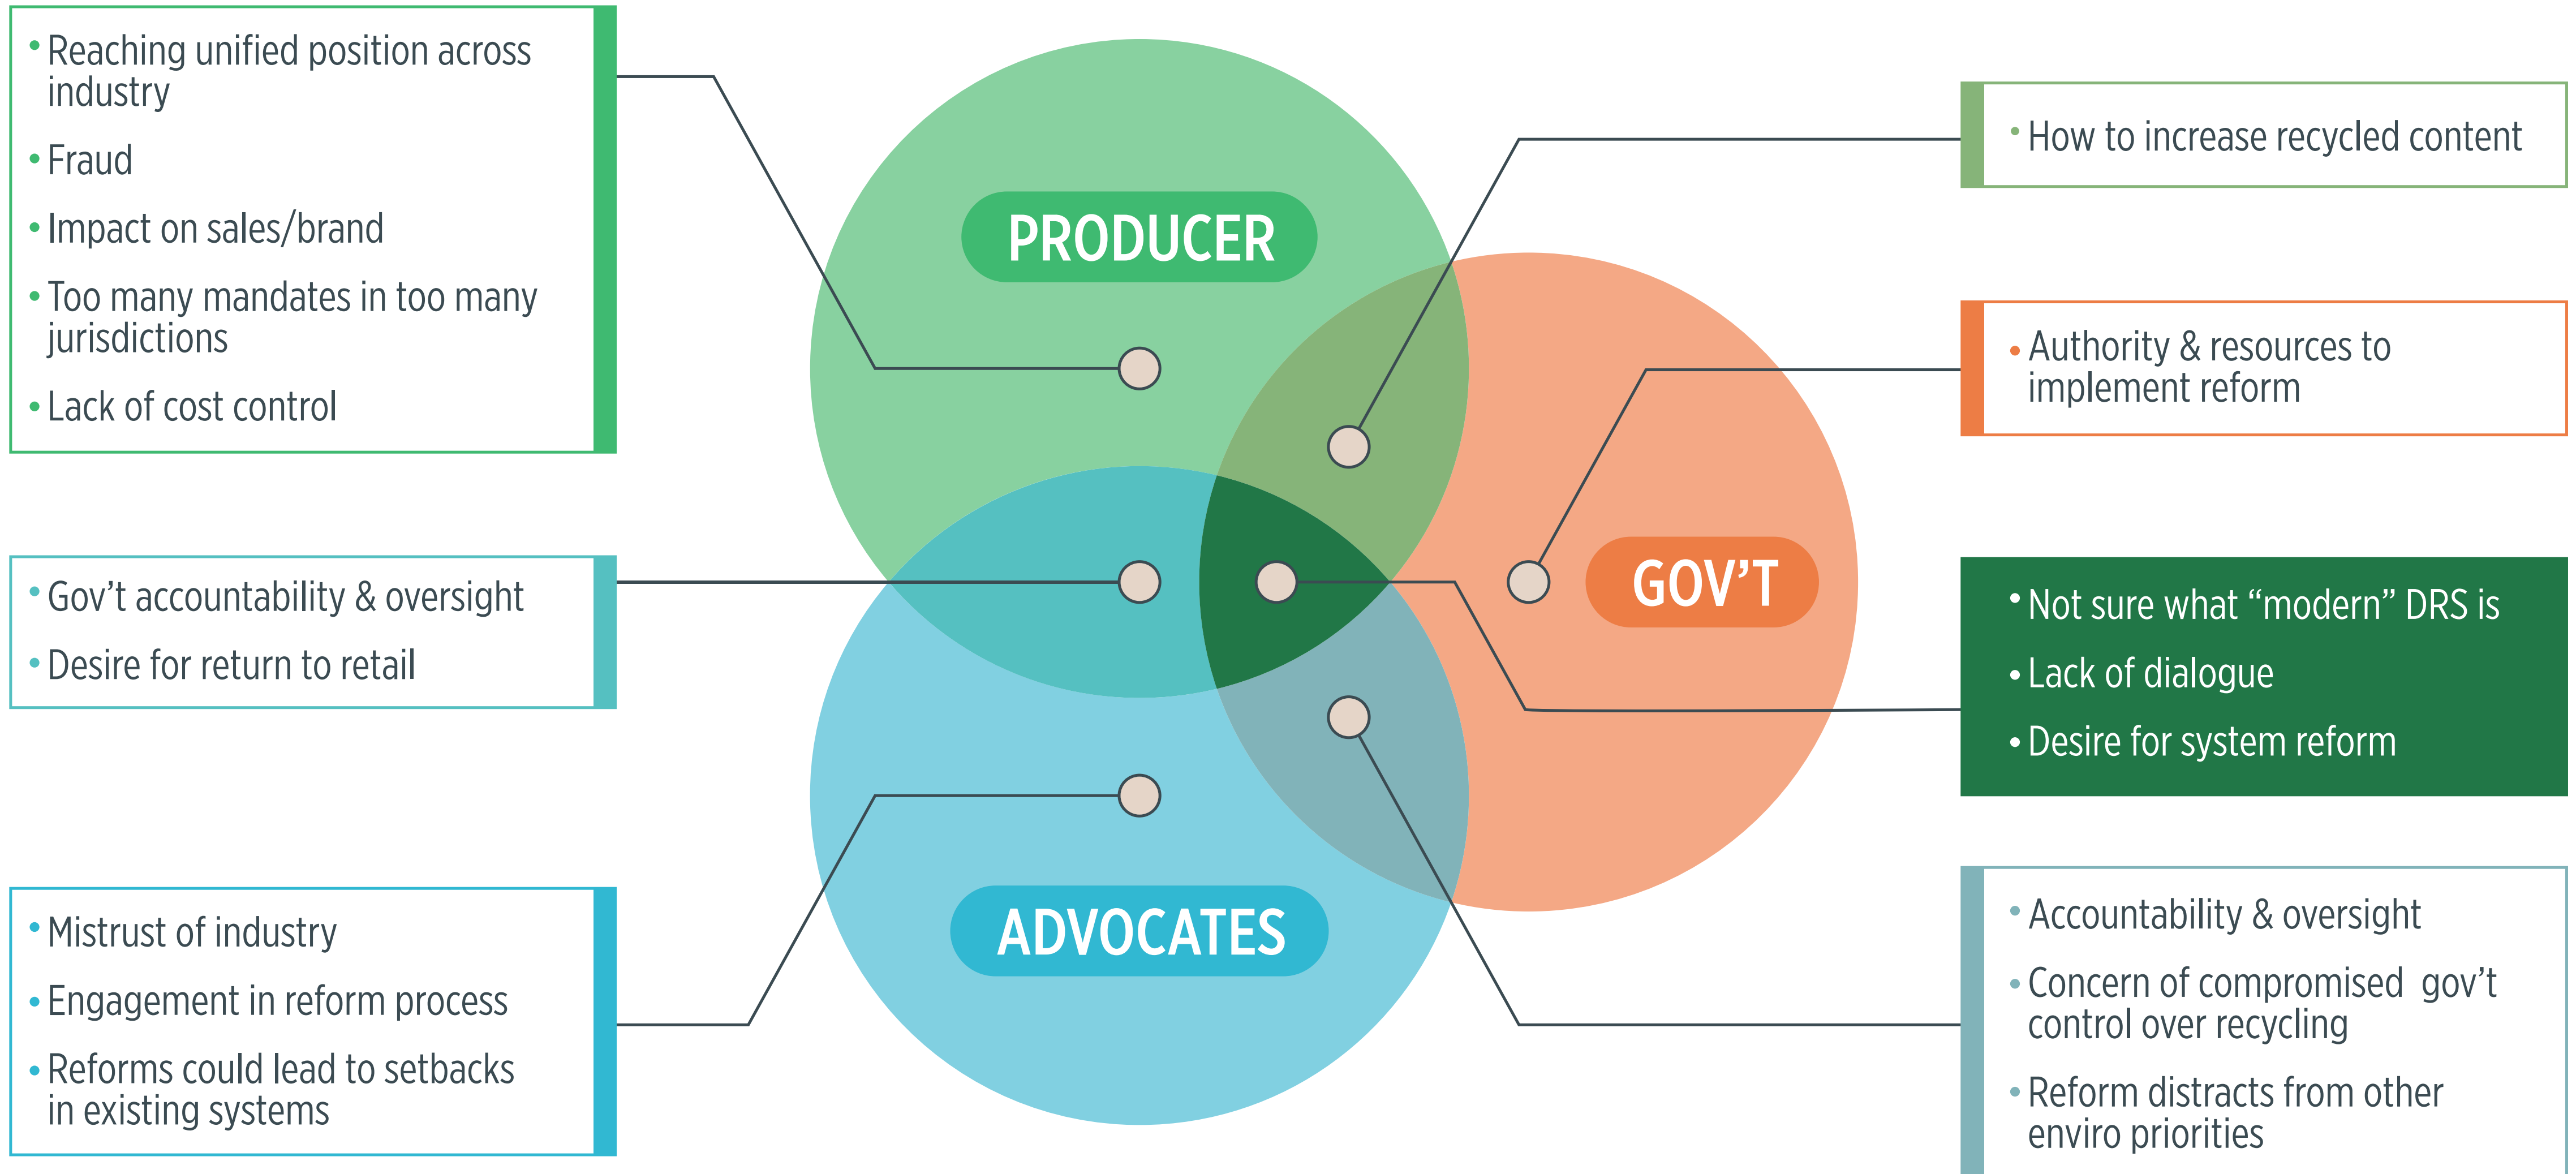 • Reaching unified position across
industry
• Fraud
• Impact on sales/brand
• Too many mandates in too many
jurisdictions
• Lack of cost control
• Gov’t accountability & oversight
• Desire for return to retail
• Mistrust of industry
• Engagement in reform process
• Reforms could lead to setbacks
in existing systems
PRODUCER
GOV’T
ADVOCATES
• How to increase recycled content
• Authority & resources to
implement reform
• Not sure what “modern” DRS is
• Lack of dialogue
• Desire for system reform
• Accountability & oversight
• Concern of compromised gov’t
control over recycling
• Reform distracts from other
enviro priorities